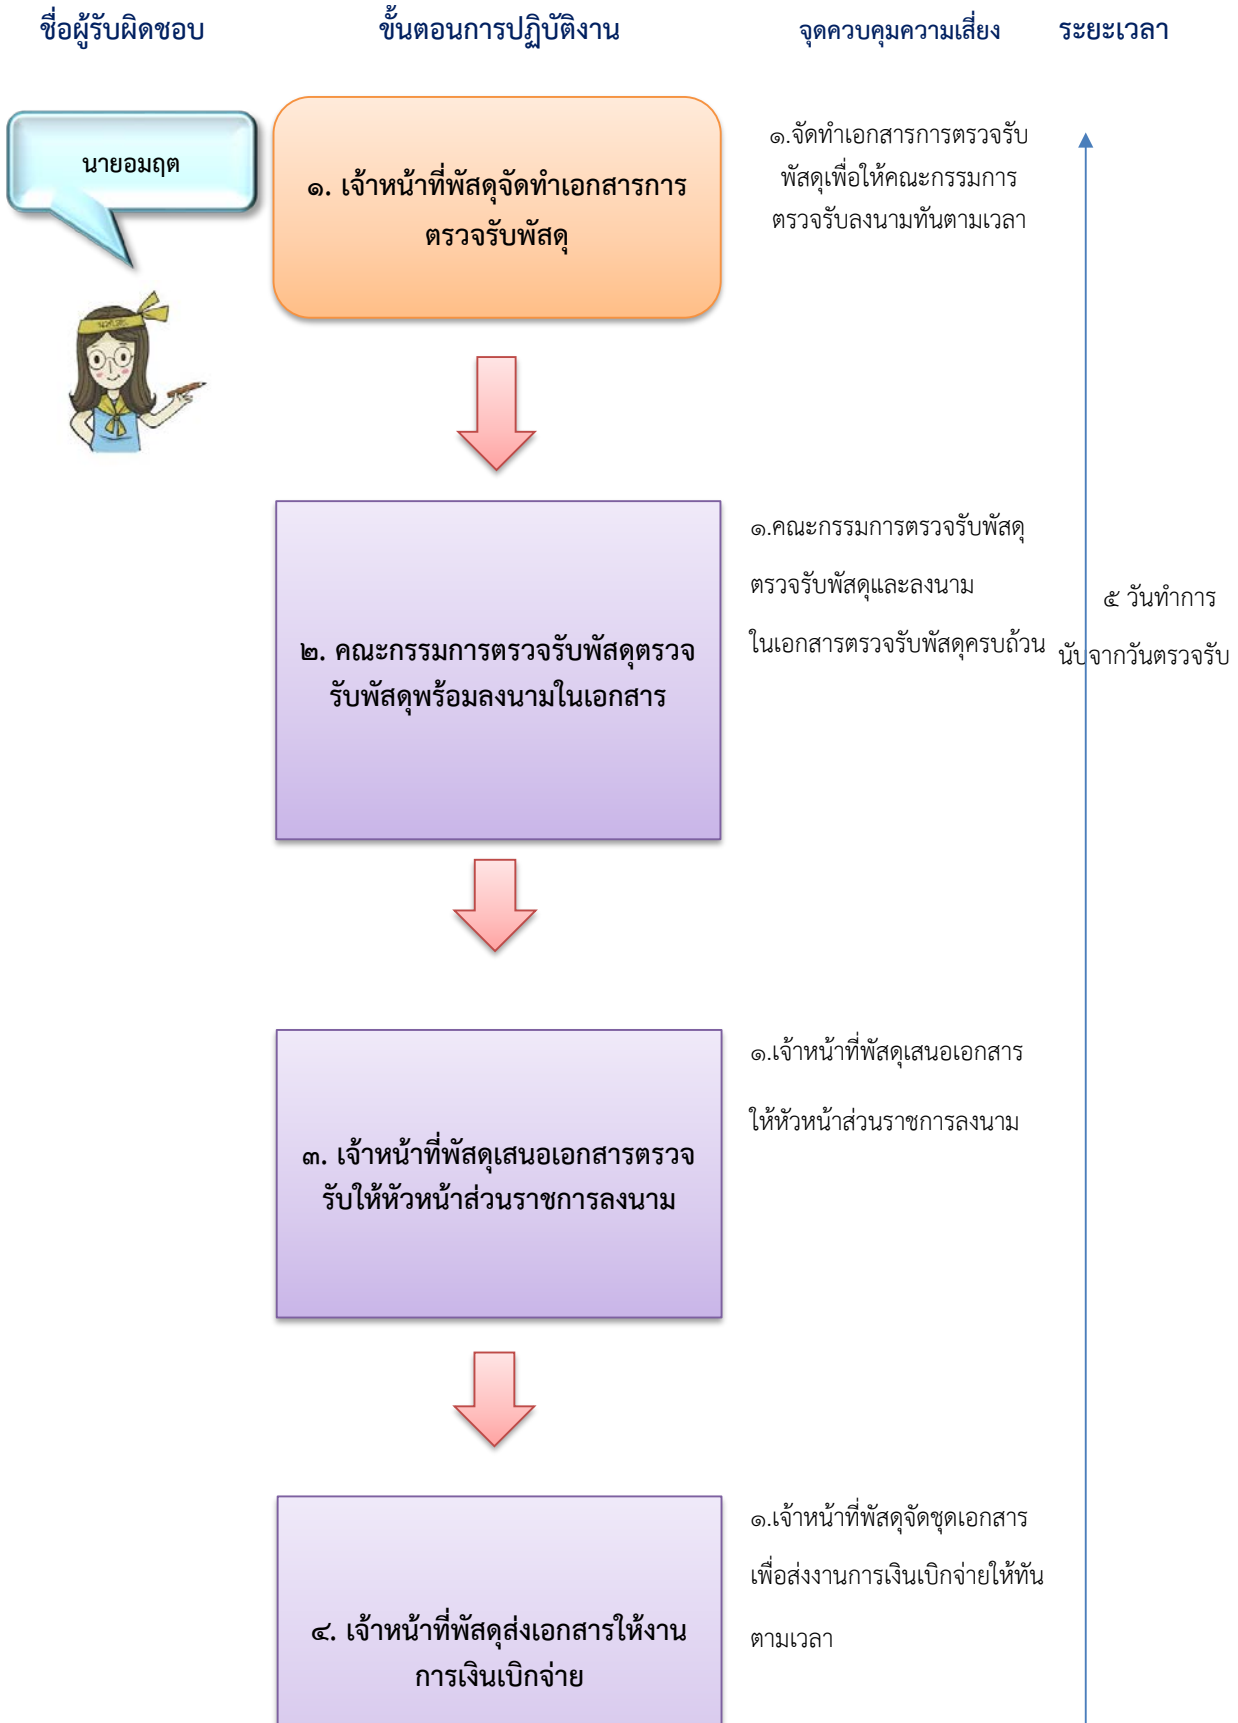 ชื่อผู้รับผิดชอบ ขั้นตอนการปฏิบัติงาน จุดควบคุมความเสี่ยง ระยะเวลา
นายอมฤต
๑. เจ้าหน้าที่พัสดุจัดทำเอกสารการ
ตรวจรับพัสดุ
๑.จัดทำเอกสารการตรวจรับ
พัสดุเพื่อให้คณะกรรมการ
ตรวจรับลงนามทันตามเวลา
๒. คณะกรรมการตรวจรับพัสดุตรวจ
รับพัสดุพร้อมลงนามในเอกสาร
๑.คณะกรรมการตรวจรับพัสดุ
ตรวจรับพัสดุและลงนาม
ในเอกสารตรวจรับพัสดุครบถ้วน
๕ วันทำการ
นับจากวันตรวจรับ
๓. เจ้าหน้าที่พัสดุเสนอเอกสารตรวจ
รับให้หัวหน้าส่วนราชการลงนาม
๑.เจ้าหน้าที่พัสดุเสนอเอกสาร
ให้หัวหน้าส่วนราชการลงนาม
๔. เจ้าหน้าที่พัสดุส่งเอกสารให้งาน
การเงินเบิกจ่าย
๑.เจ้าหน้าที่พัสดุจัดชุดเอกสาร
เพื่อส่งงานการเงินเบิกจ่ายให้ทัน
ตามเวลา